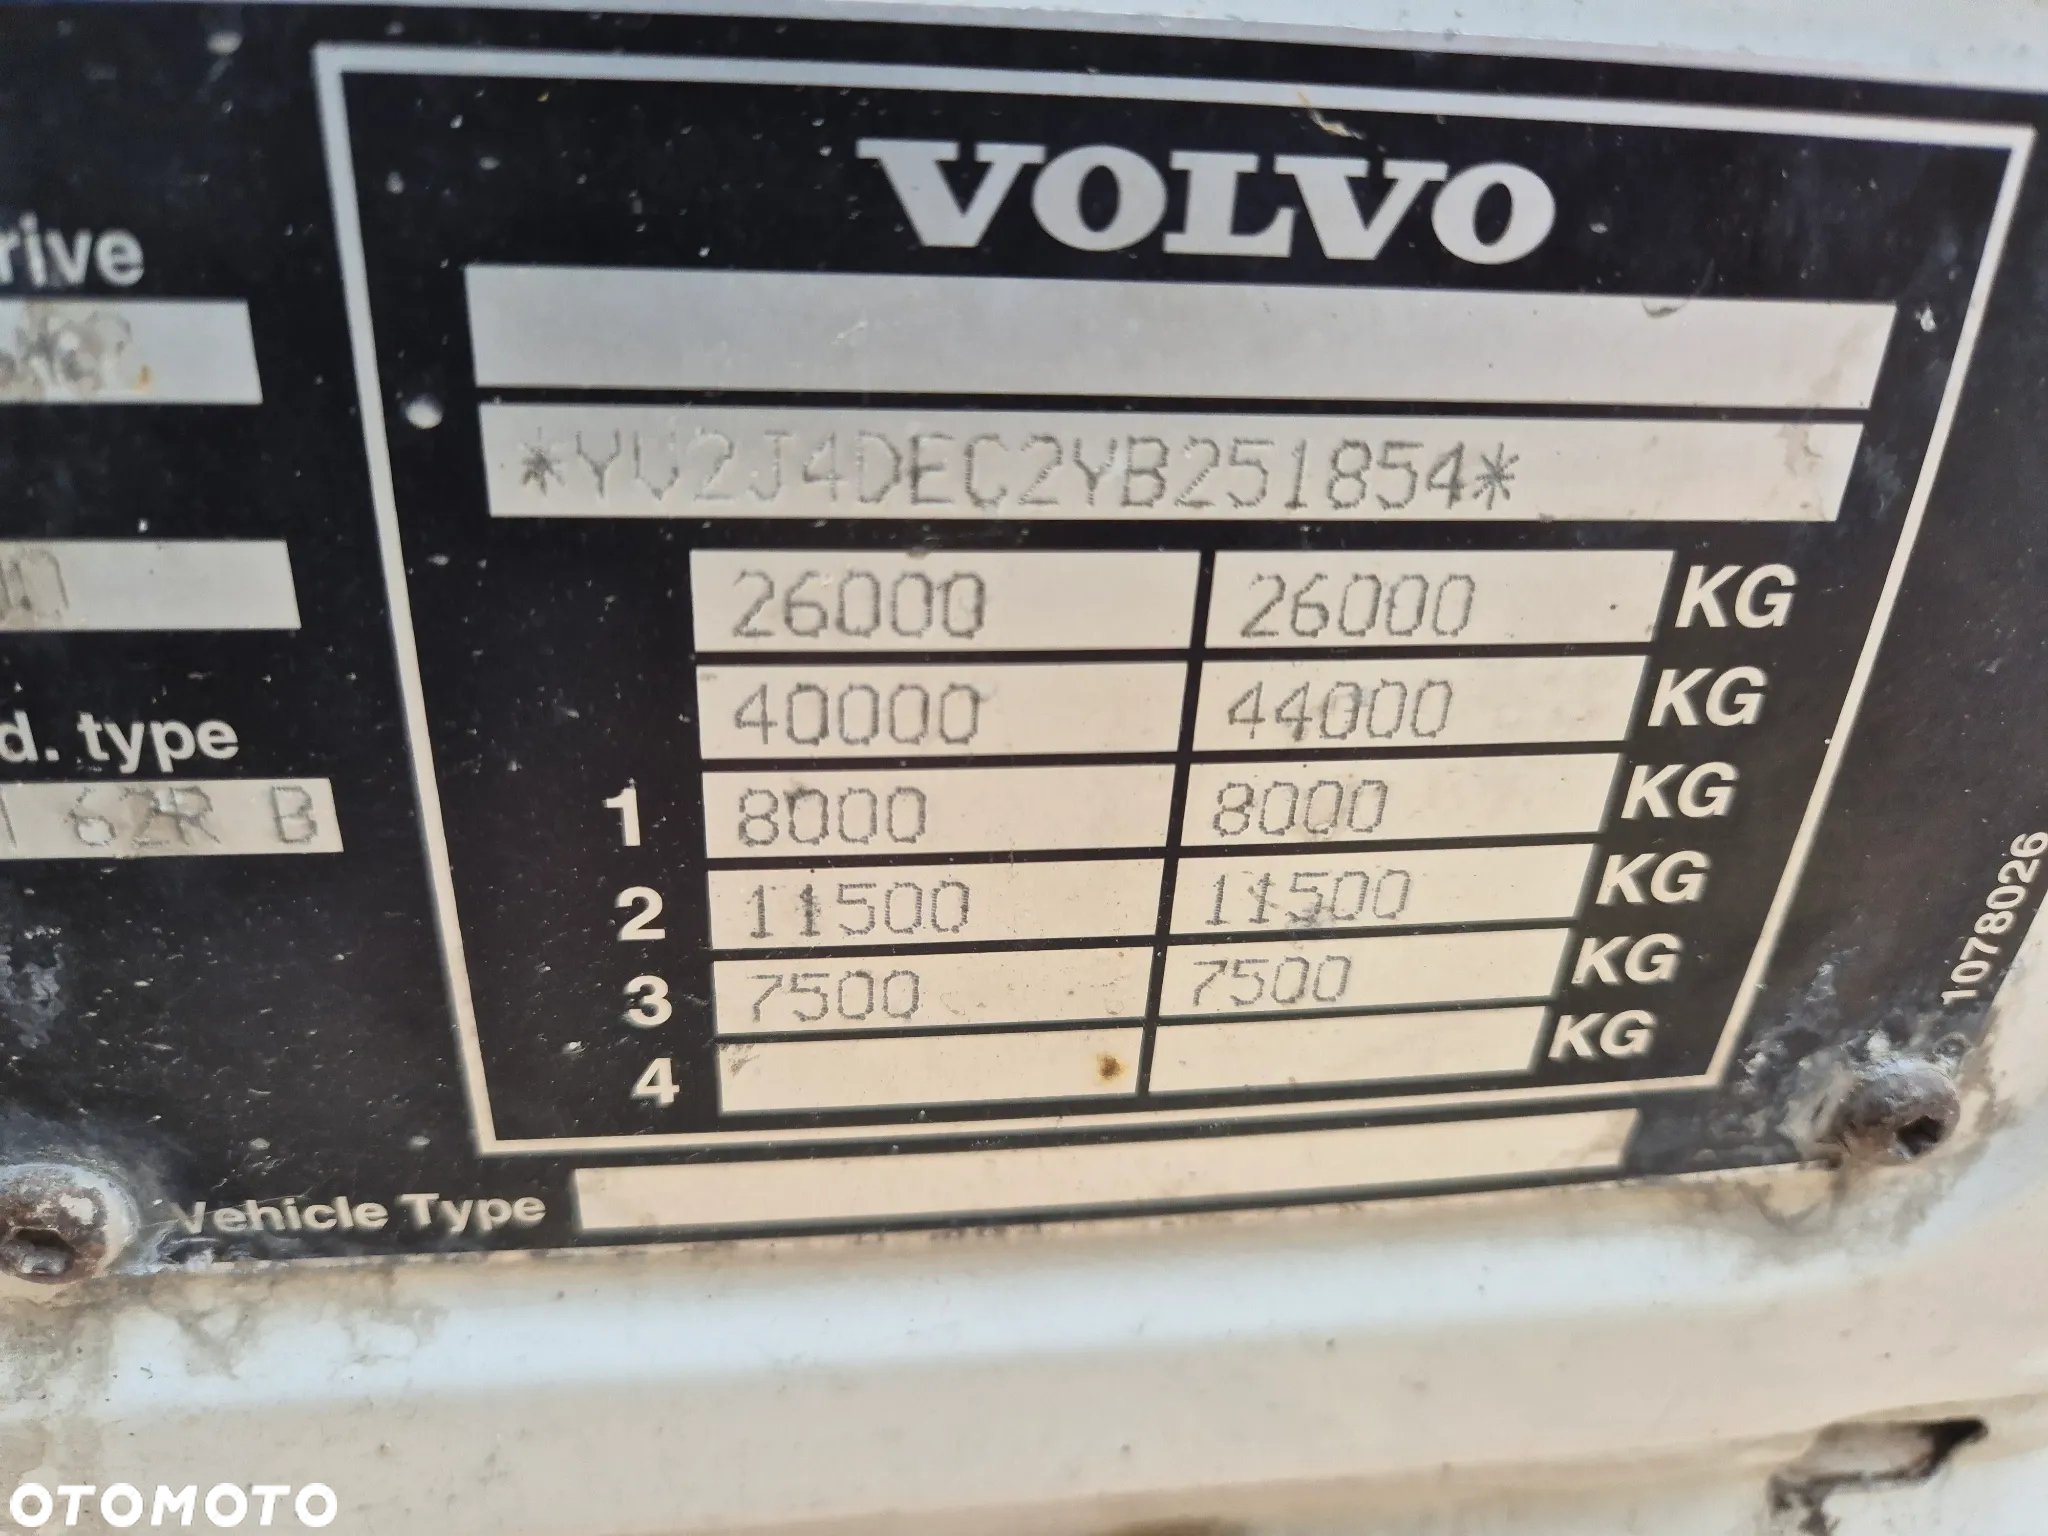 VOLVO
rive
*YV2J4DEC2YB251854*
26000 26000 KG
40000 44000 KG
d. type
62R B
1 8000 8000 KG
2 11500 11500 KG
3 7500 7500 KG
4 KG
1078026
Vehicle Type
OTOMOTO